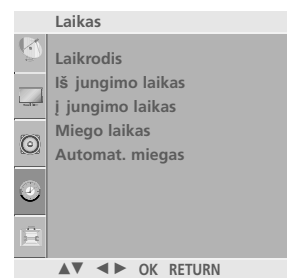 Laikas
Laikrodis
Iš jungimo laikas
į jungimo laikas
Miego laikas
Automat. miegas
▲▼ ◄► OK RETURN